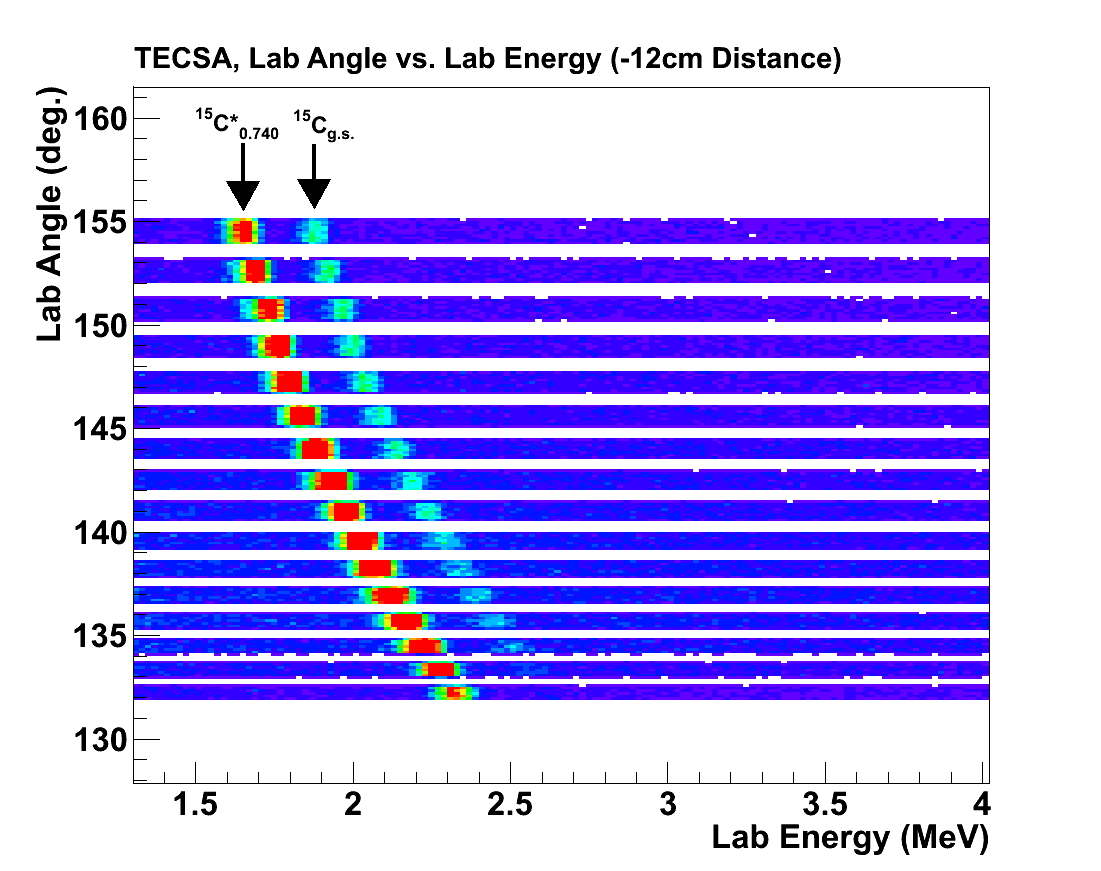 TECSA, Lab Angle vs. Lab Energy (-12cm Distance)
Lab Angle (deg.)
160
155
150
145
140
135
130
15C*0.740
15Cg.s.
1.5 2 2.5 3 3.5 4
Lab Energy (MeV)